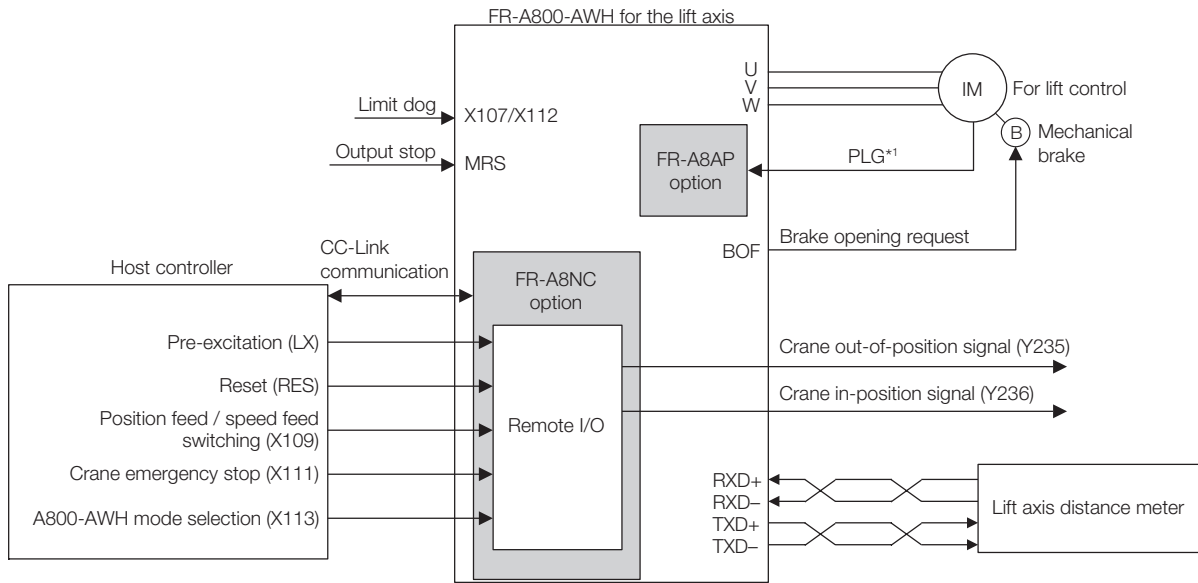 FR-A800-AWH for the lift axis
U
V
W
IM
For lift control
B
Mechanical
brake
Limit dog
X107/X112
Output stop
MRS
FR-A8AP
option
PLG*1
BOF
Brake opening request
Host controller
CC-Link
communication
FR-A8NC
option
Pre-excitation (LX)
Reset (RES)
Position feed / speed feed
switching (X109)
Crane emergency stop (X111)
A800-AWH mode selection (X113)
Remote I/O
Crane out-of-position signal (Y235)
Crane in-position signal (Y236)
RXD+
RXD–
TXD+
TXD–
Lift axis distance meter